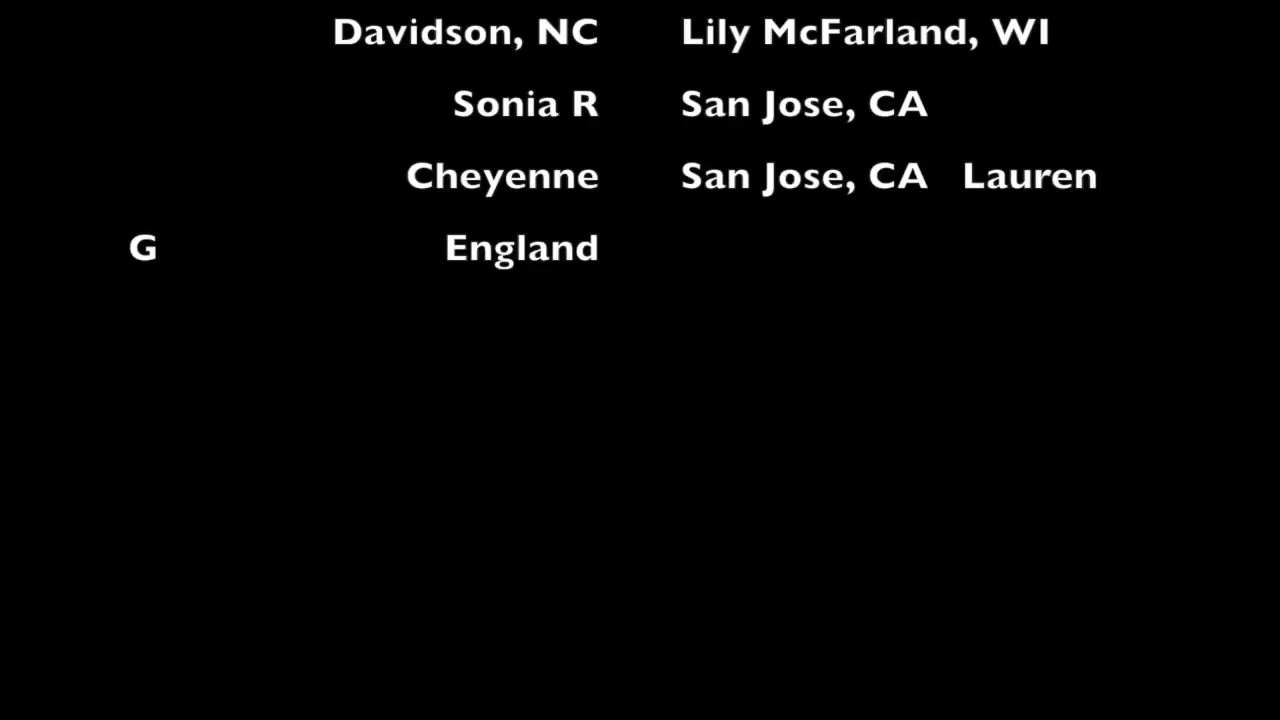 Davidson, NC Lily McFarland, WI
Sonia R San Jose, CA
Cheyenne San Jose, CA Lauren
G England